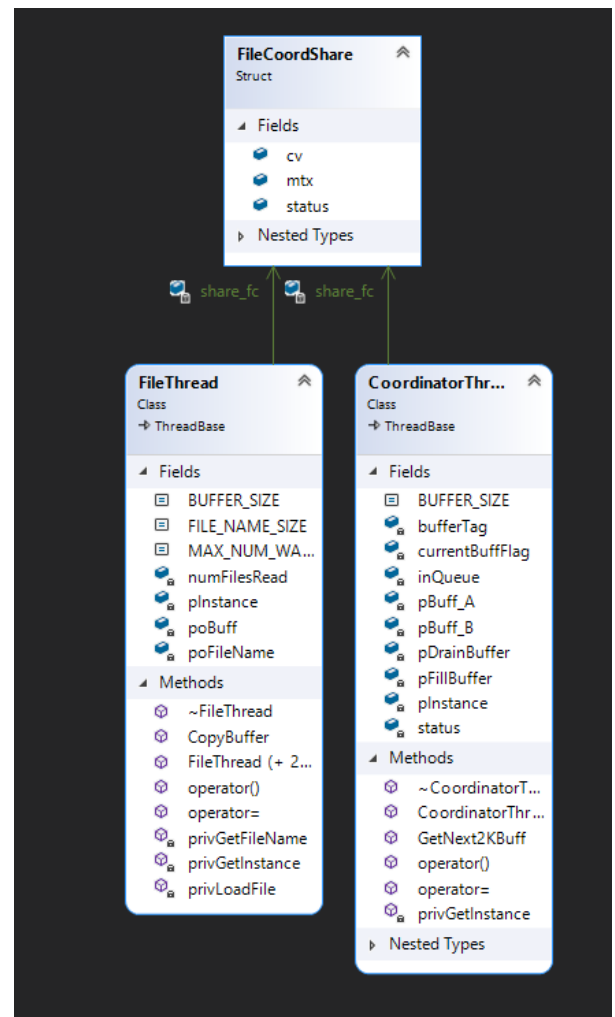 FileCoordShare
Struct
Fields
cv
mtx
status
Nested Types
share_fc
share_fc
FileThread
Class
ThreadBase
Fields
BUFFER_SIZE
FILE_NAME_SIZE
MAX_NUM_WA...
numFilesRead
pInstance
poBuff
poFileName
Methods
~FileThread
CopyBuffer
FileThread (+ 2...
operator()
operator=
privGetFileName
privGetInstance
privLoadFile
CoordinatorThr...
Class
ThreadBase
Fields
BUFFER_SIZE
bufferTag
currentBuffFlag
inQueue
pBuff_A
pBuff_B
pDrainBuffer
pFillBuffer
pInstance
status
Methods
~CoordinatorT...
CoordinatorThr...
GetNext2KBuff
operator()
operator=
privGetInstance
Nested Types